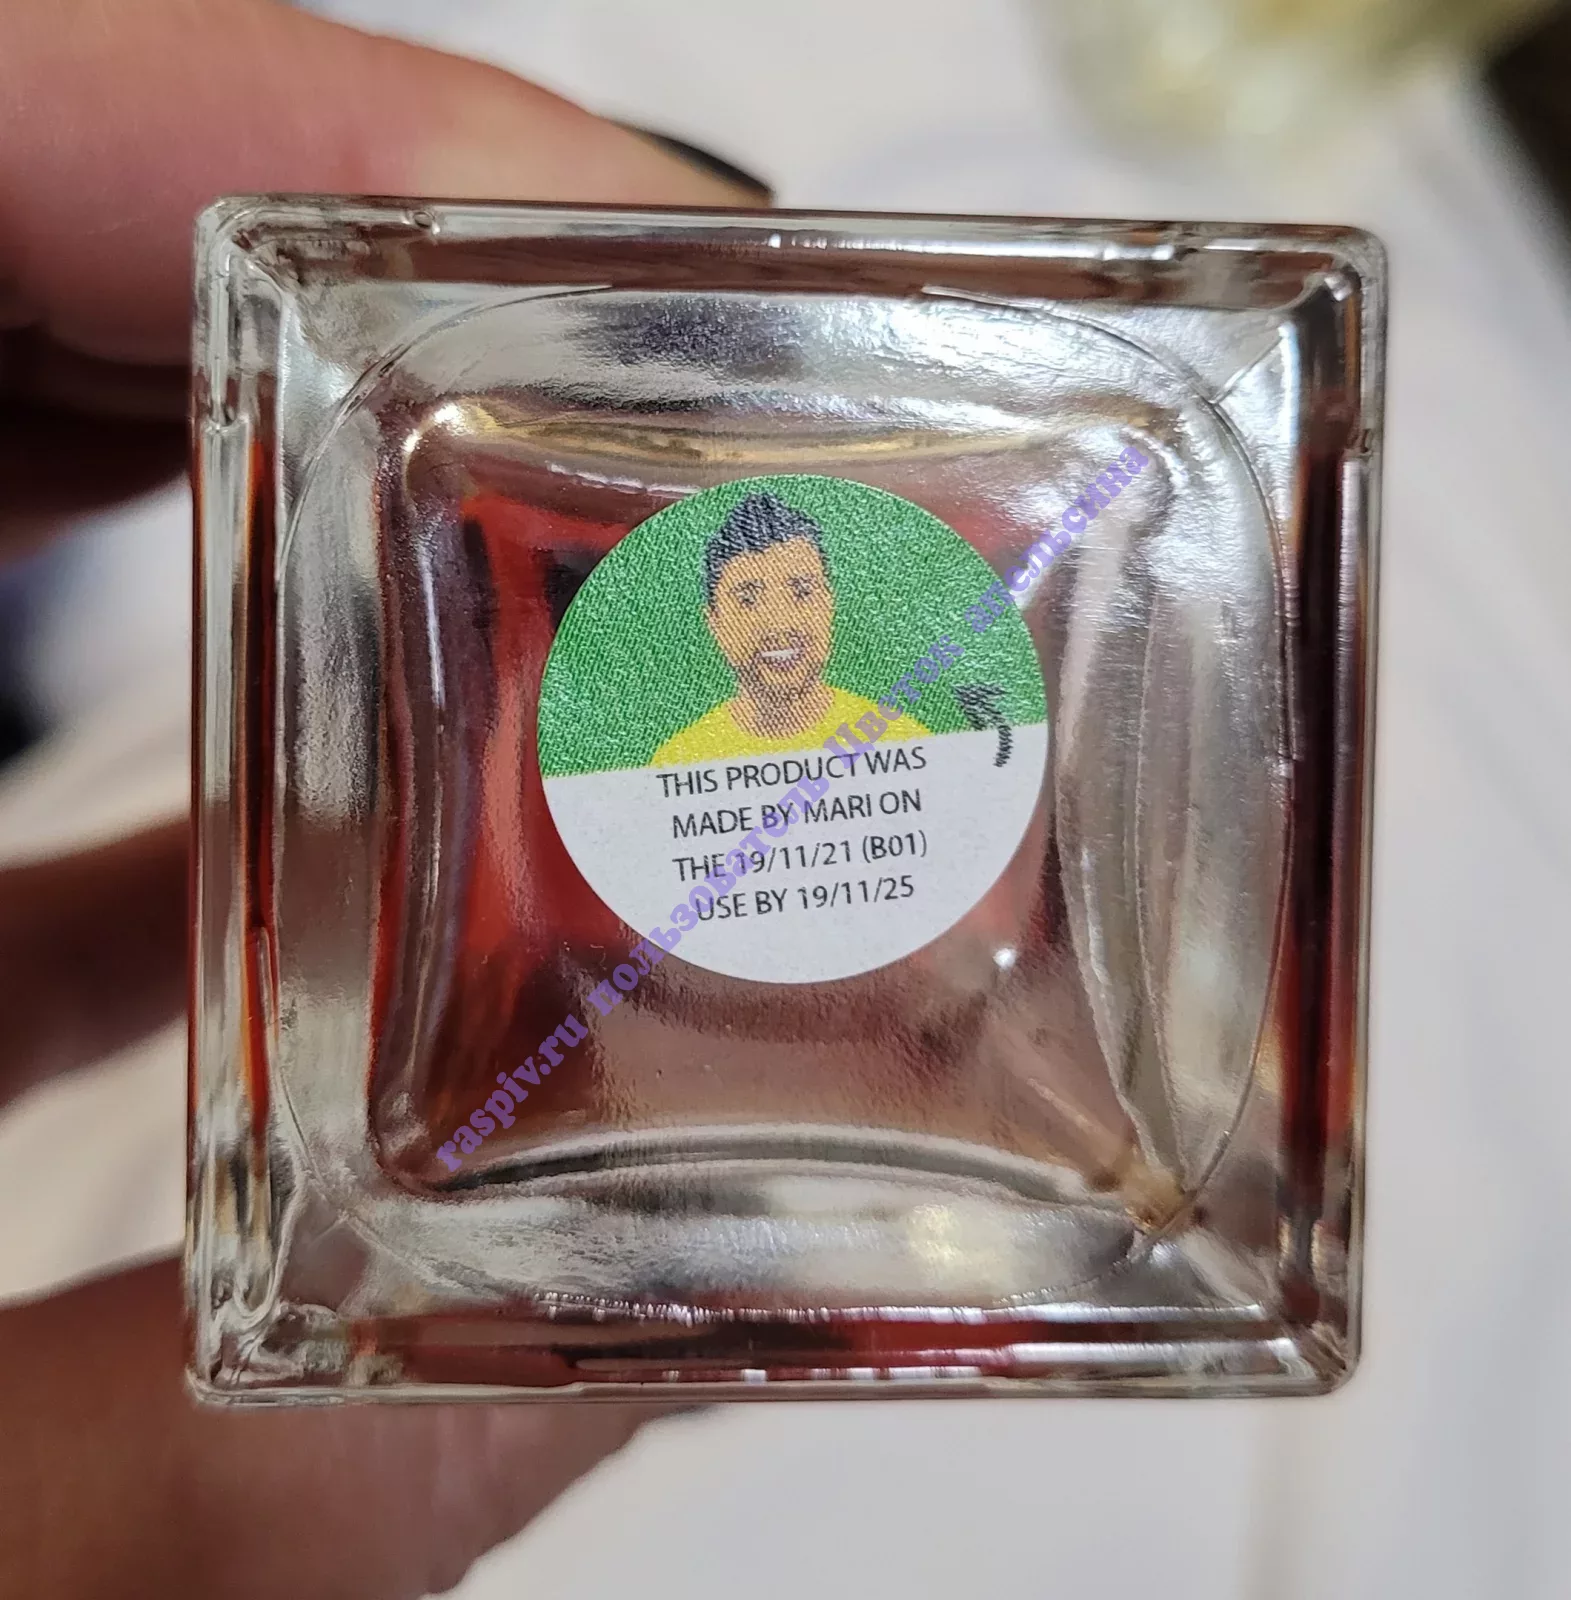 THIS PRODUCT WAS
MADE BY MARI ON
THE 19/11/21 (B01)
USE BY 19/11/25
raspiv.ru пользователь Цветок апельсина